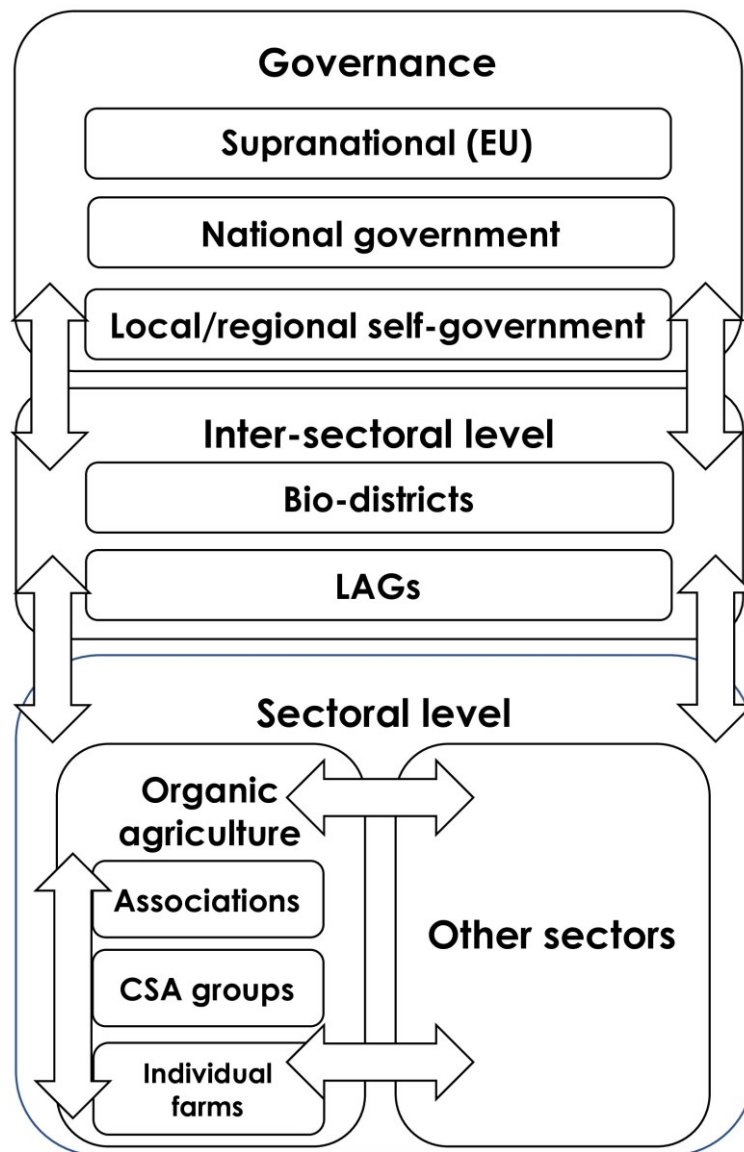 Governance
Supranational (EU)
National government
Local/regional self-government
Inter-sectoral level
Bio-districts
LAGs
Sectoral level
Organic
agriculture
Associations
CSA groups
Individual
farms
Other sectors